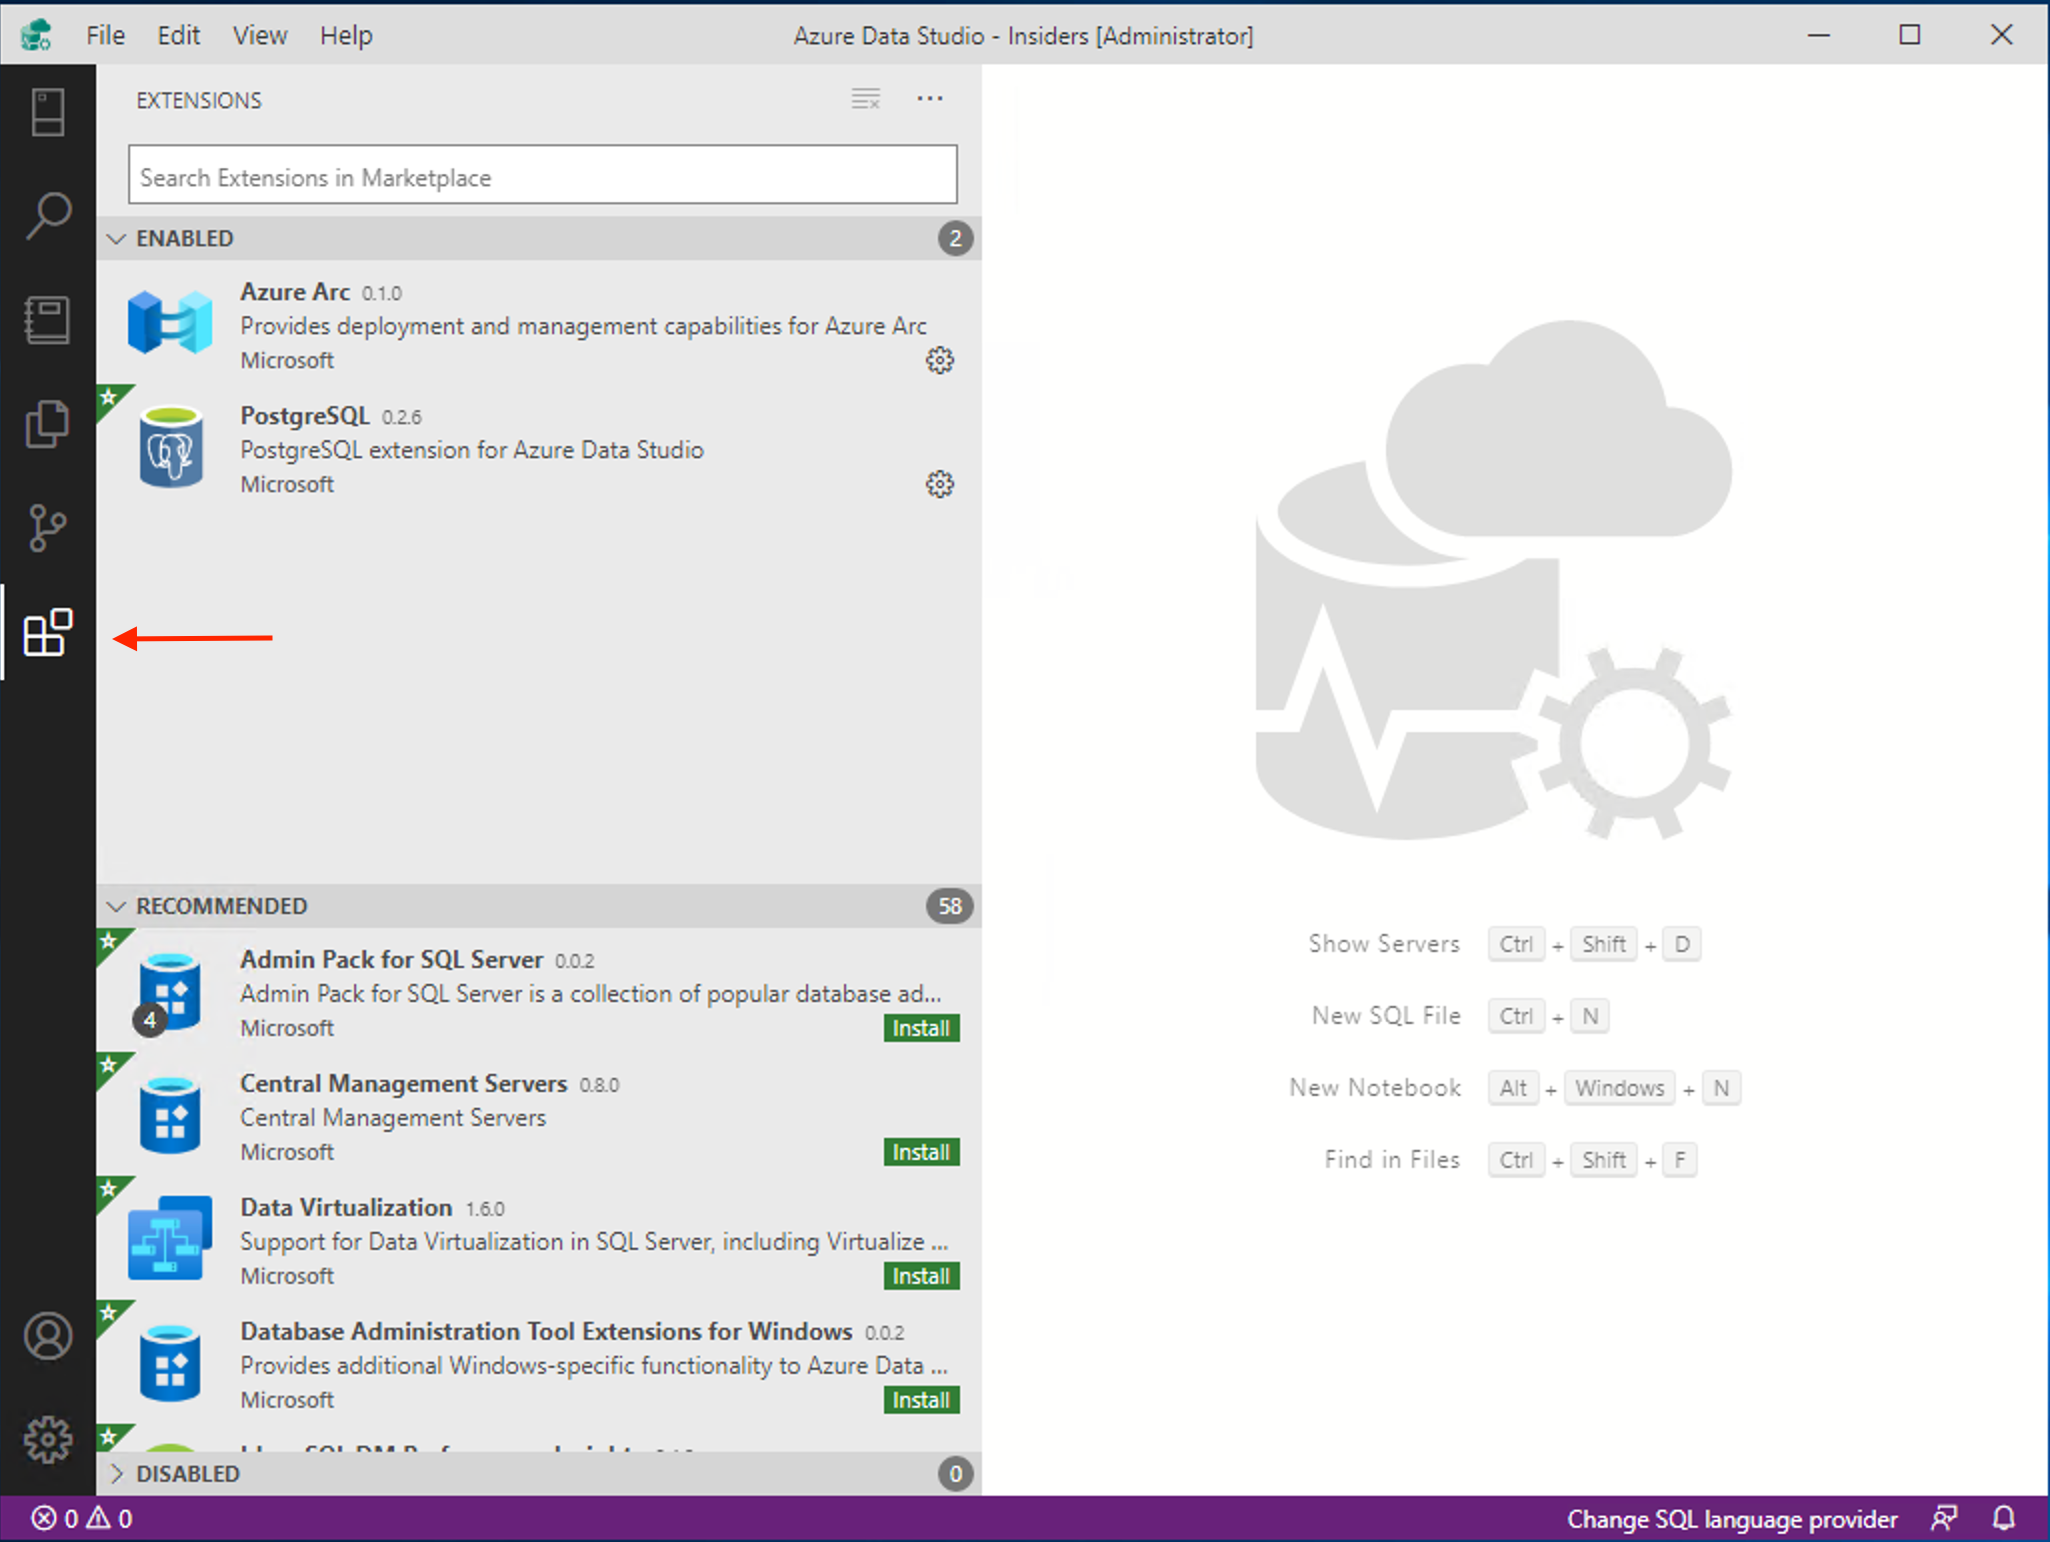 File Edit View Help
Azure Data Studio - Insiders [Administrator]
EXTENSIONS
Search Extensions in Marketplace
ENABLED 2
Azure Arc 0.1.0
Provides deployment and management capabilities for Azure Arc
Microsoft
PostgreSQL 0.2.6
PostgreSQL extension for Azure Data Studio
Microsoft
RECOMMENDED 58
Admin Pack for SQL Server 0.0.2
Admin Pack for SQL Server is a collection of popular database ad...
4
Microsoft Install
Central Management Servers 0.8.0
Central Management Servers
Microsoft Install
Data Virtualization 1.6.0
Support for Data Virtualization in SQL Server, including Virtualize ...
Microsoft Install
Database Administration Tool Extensions for Windows 0.0.2
Provides additional Windows-specific functionality to Azure Data ...
Microsoft Install
DISABLED 0
Show Servers Ctrl + Shift + D
New SQL File Ctrl + N
New Notebook Alt + Windows + N
Find in Files Ctrl + Shift + F
0 0
Change SQL language provider